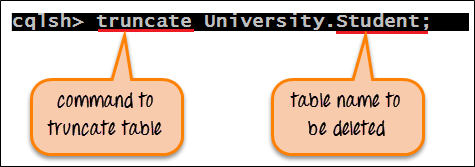 cqlsh> truncate University.Student;
command to
truncate table
table name to
be deleted